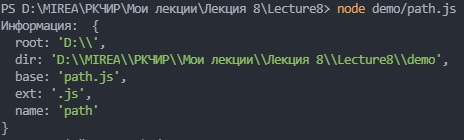 PS D:\MIREA\РКЧИР\Мои лекции\Лекция 8\Lecture8> node demo/path.js
Информация:  {
  root: 'D:\\',
  dir: 'D:\\MIREA\\РКЧИР\\Мои лекции\\Лекция 8\\Lecture8\\demo',
  base: 'path.js',
  ext: '.js',
  name: 'path'
}